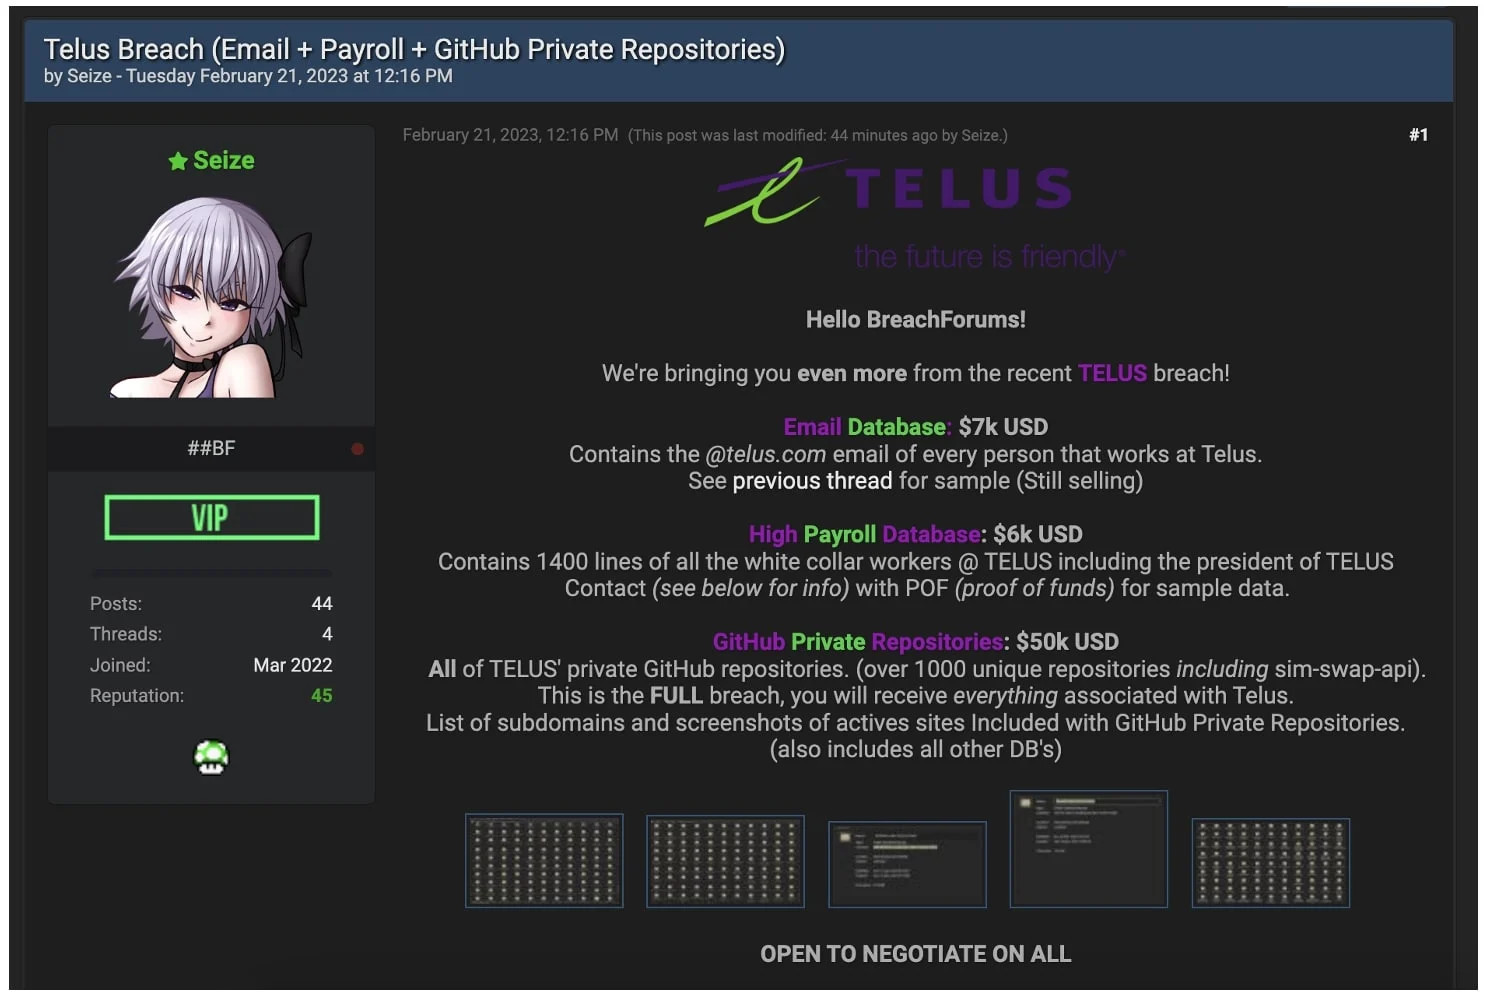 Telus Breach (Email + Payroll + GitHub Private Repositories)
by Seize - Tuesday February 21, 2023 at 12:16 PM
Seize
##BF
VIP
Posts: 44
Threads: 4
Joined: Mar 2022
Reputation: 45
February 21, 2023, 12:16 PM (This post was last modified: 44 minutes ago by Seize.)
#1
TELUS
the future is friendly®
Hello BreachForums!
We're bringing you even more from the recent TELUS breach!
Email Database: $7k USD
Contains the @telus.com email of every person that works at Telus.
See previous thread for sample (Still selling)
High Payroll Database: $6k USD
Contains 1400 lines of all the white collar workers @ TELUS including the president of TELUS
Contact (see below for info) with POF (proof of funds) for sample data.
GitHub Private Repositories: $50k USD
All of TELUS' private GitHub repositories. (over 1000 unique repositories including sim-swap-api).
This is the FULL breach, you will receive everything associated with Telus.
List of subdomains and screenshots of actives sites Included with GitHub Private Repositories.
(also includes all other DB's)
OPEN TO NEGOTIATE ON ALL